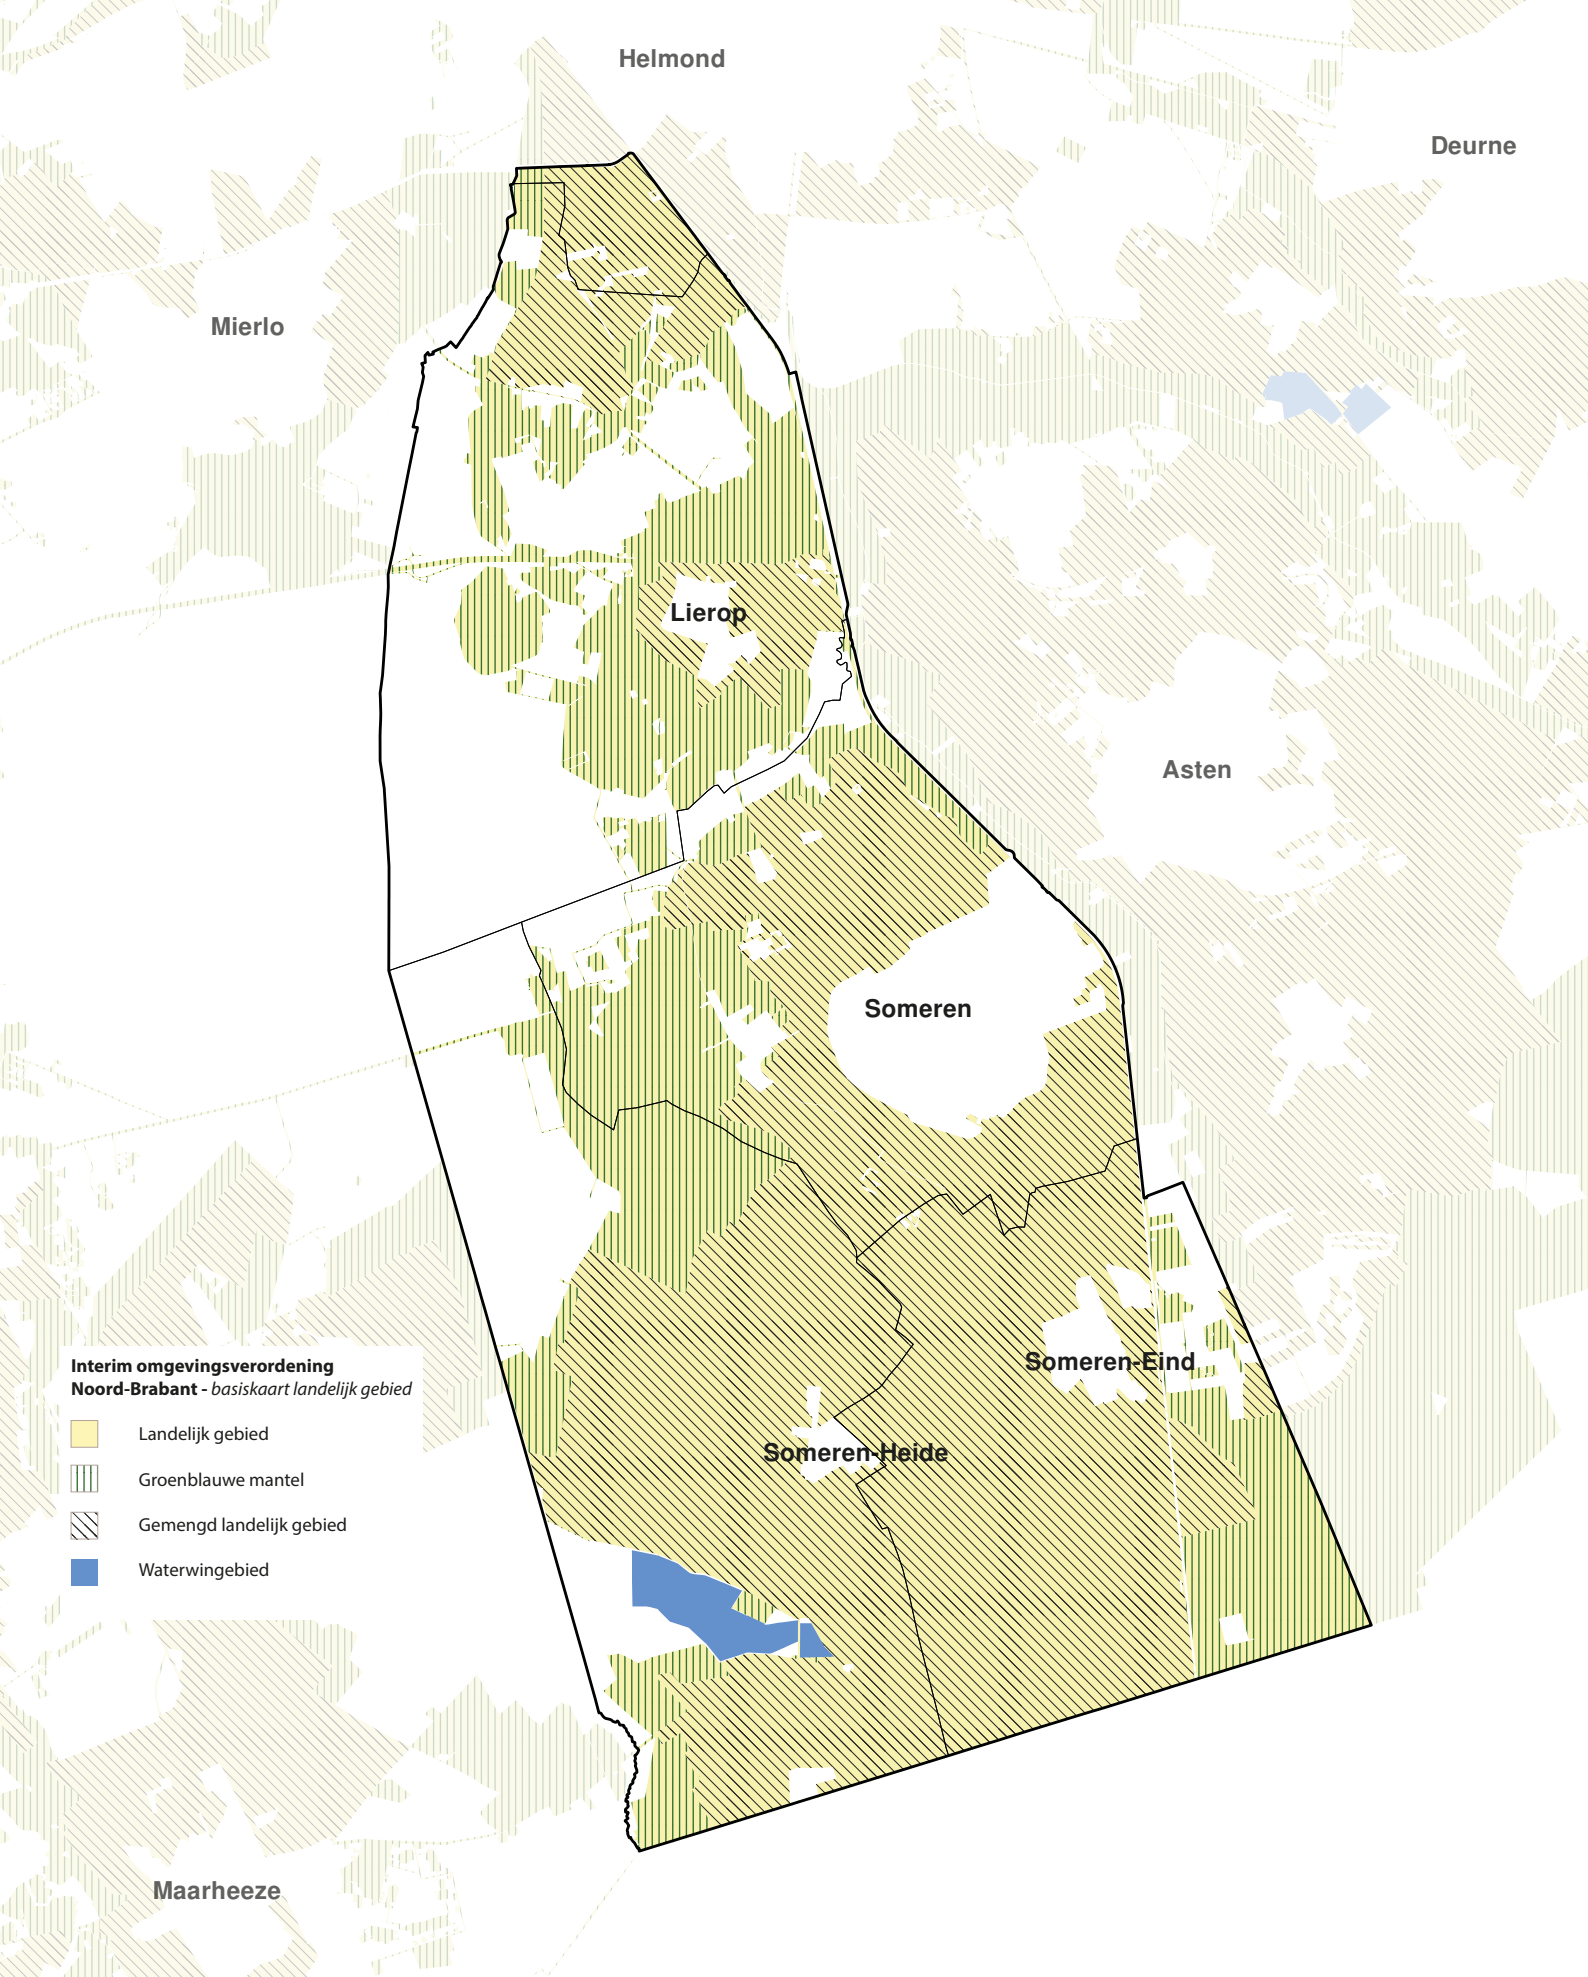 Helmond
Deurne
Mierlo
Lierop
Asten
Someren
Someren-Eind
Someren-Heide
Maarheeze
Interim omgevingsverordening
Noord-Brabant - basiskaart landelijk gebied
Landelijk gebied
Groenblauwe mantel
Gemengd landelijk gebied
Waterwingebied